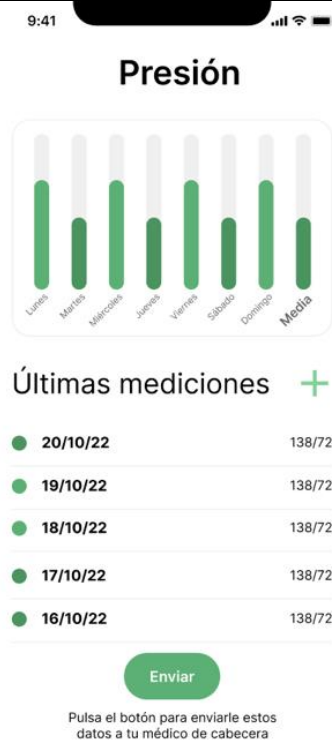 9:41
Presión
Lunes
Martes
Miércoles
Jueves
Viernes
Sábado
Domingo
Media
Últimas mediciones +
20/10/22 138/72
19/10/22 138/72
18/10/22 138/72
17/10/22 138/72
16/10/22 138/72
Enviar
Pulsa el botón para enviarle estos
datos a tu médico de cabecera